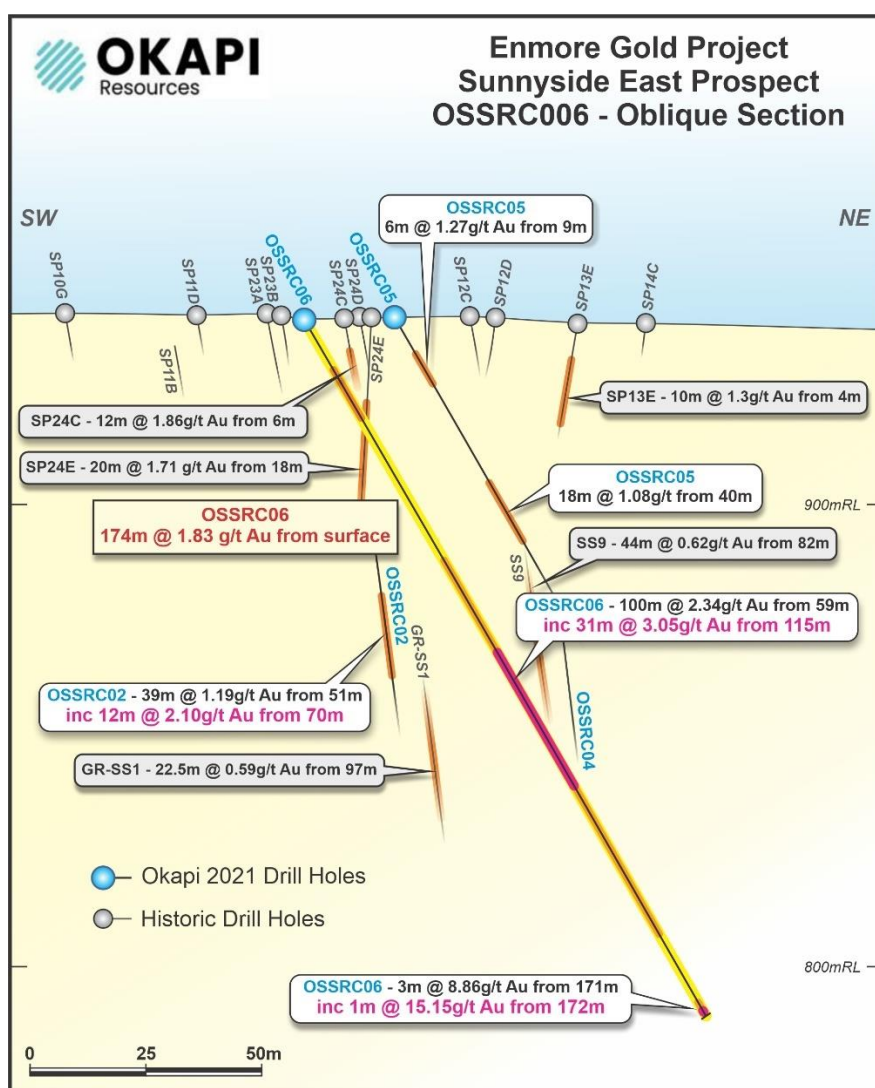 OKAPI
Resources
Enmore Gold Project
Sunnyside East Prospect
OSSRC006 - Oblique Section
SW
NE
OSSRC05
6m @ 1.27g/t Au from 9m
SP10G
SP11D
SP23A
SP23B
OSSRC06
SP24C
SP24D
OSSRC05
SP12C
SP12D
SP13E
SP14C
SP11B
SP24E
SP24C - 12m @ 1.86g/t Au from 6m
SP13E - 10m @ 1.3g/t Au from 4m
SP24E - 20m @ 1.71 g/t Au from 18m
OSSRC05
18m @ 1.08g/t from 40m
900mRL
OSSRC06
174m @ 1.83 g/t Au from surface
SS9 - 44m @ 0.62g/t Au from 82m
SS9
OSSRC02
GR-SS1
OSSRC06 - 100m @ 2.34g/t Au from 59m
inc 31m @ 3.05g/t Au from 115m
OSSRC02 - 39m @ 1.19g/t Au from 51m
inc 12m @ 2.10g/t Au from 70m
OSSRC04
GR-SS1 - 22.5m @ 0.59g/t Au from 97m
Okapi 2021 Drill Holes
Historic Drill Holes
800mRL
OSSRC06 - 3m @ 8.86g/t Au from 171m
inc 1m @ 15.15g/t Au from 172m
0 25 50m